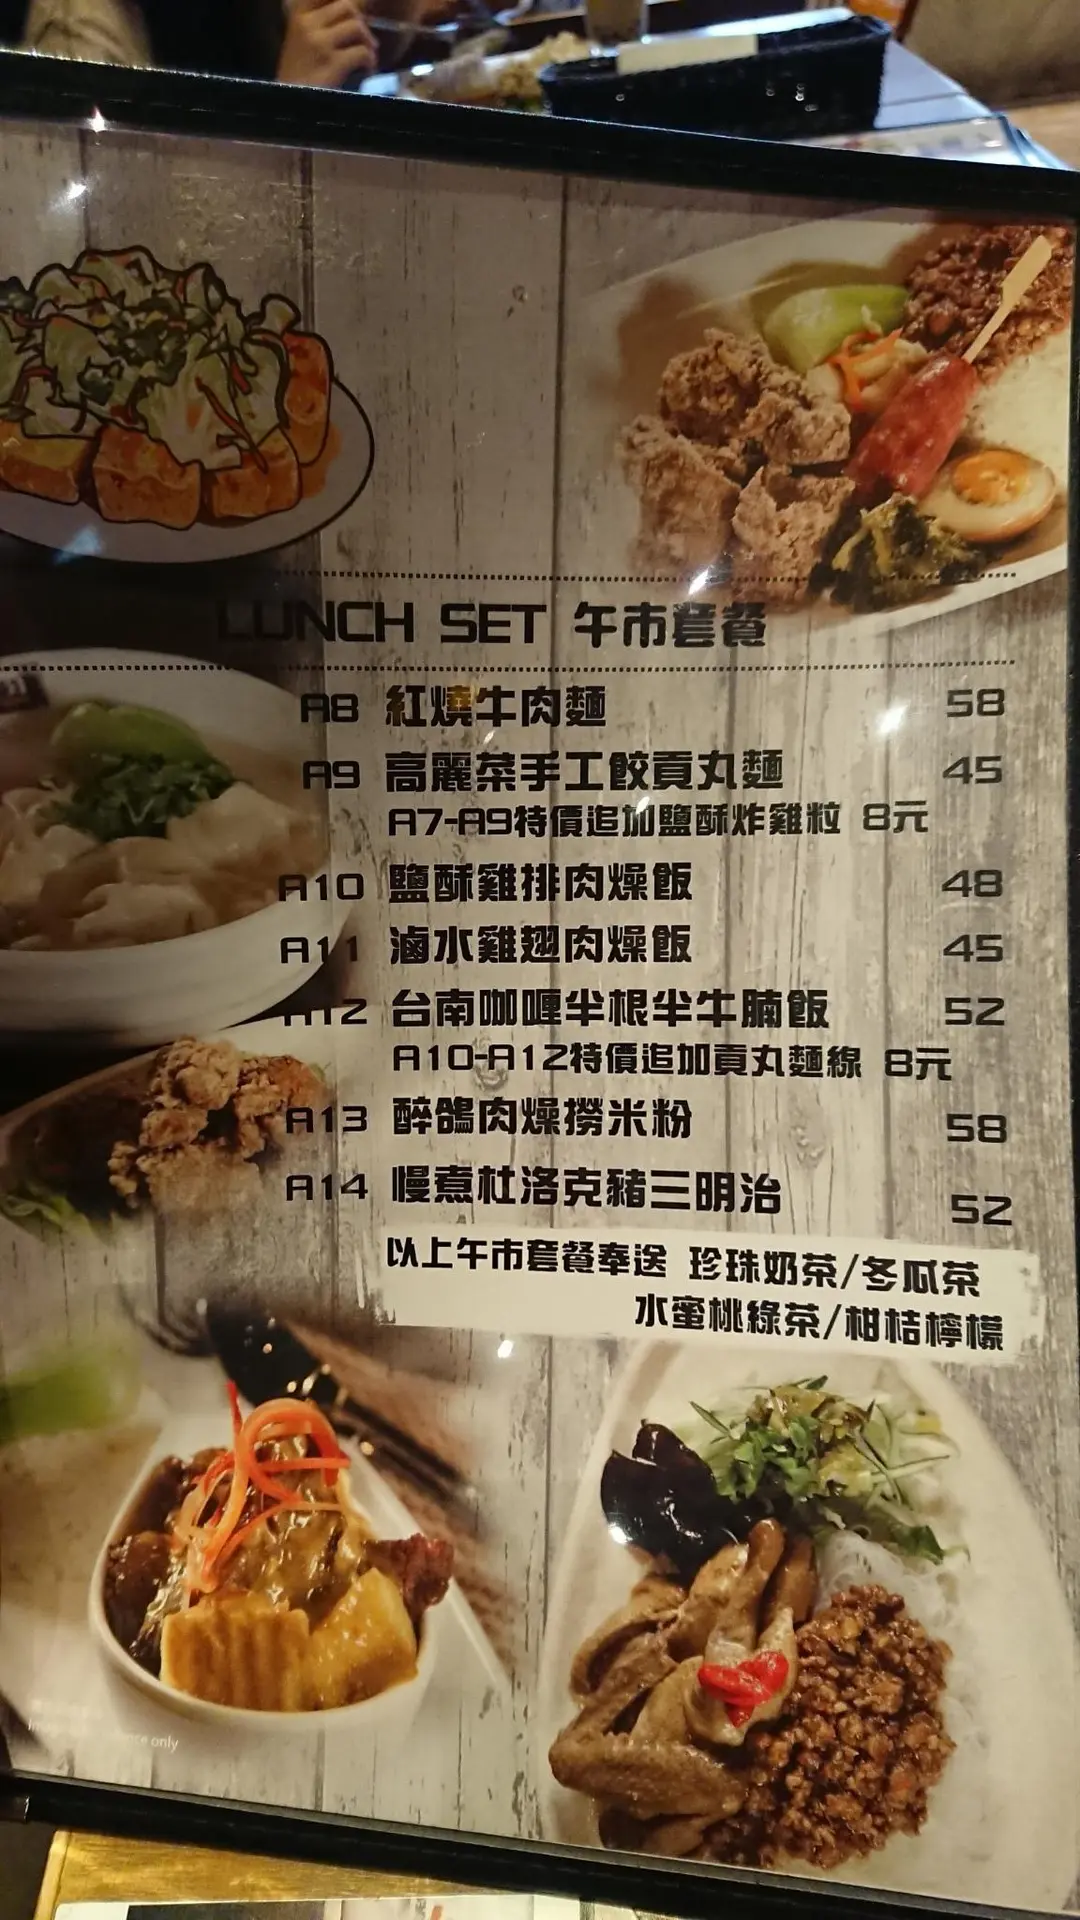 LUNCH SET 午市套餐
A8 紅燒牛肉麵 58
A9 高麗菜手工餃貢丸麵 45
A7-A9特價追加鹽酥炸雞粒 8元
A10 鹽酥雞排肉燥飯 48
A11 滷水雞翅肉燥飯 45
A12 台南咖喱半根半牛腩飯 52
A10-A12特價追加貢丸麵線 8元
A13 醉鴿肉燥撈米粉 58
A14 慢煮杜洛克豬三明治 52
以上午市套餐奉送 珍珠奶茶/冬瓜茶
水蜜桃綠茶/柑桔檸檬
only